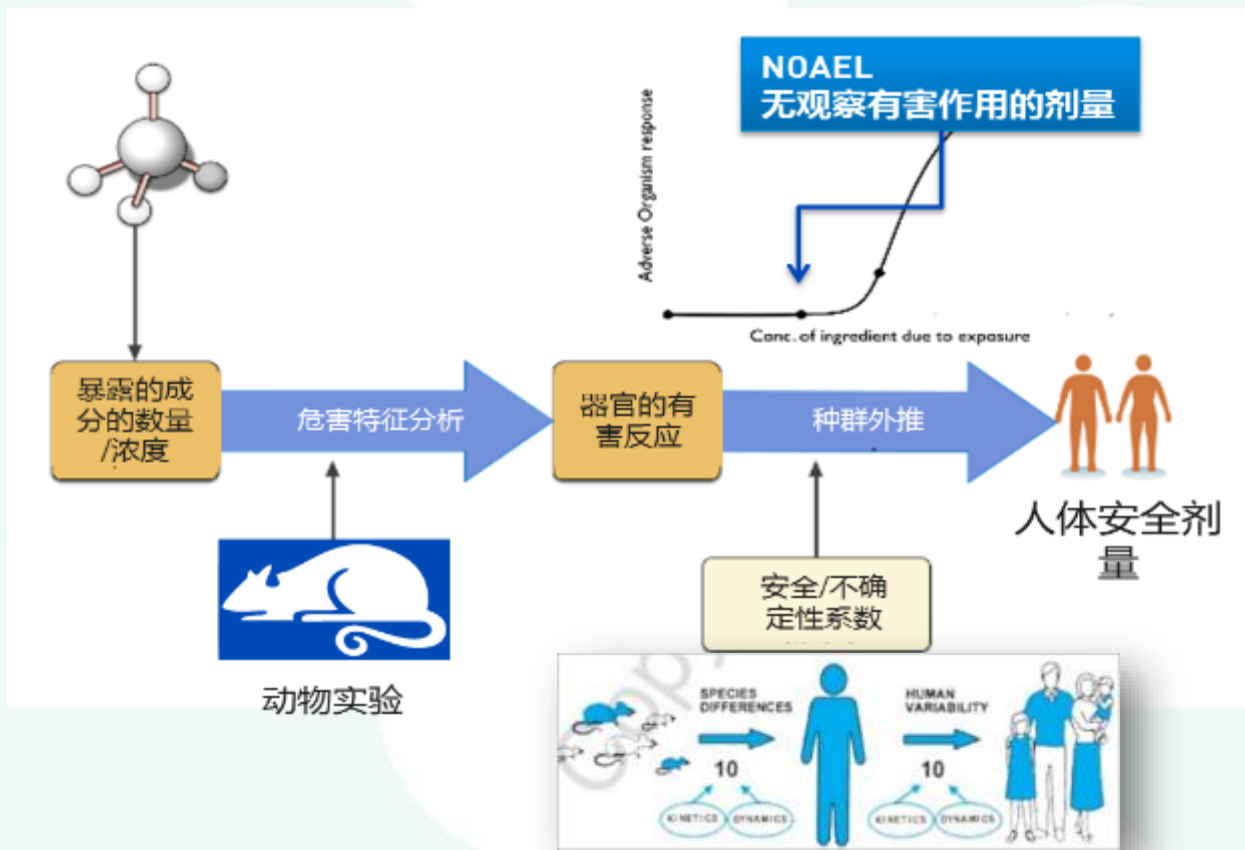 NOAEL
无观察有害作用的剂量
Adverse Organism response
Conc. of ingredient due to exposure
暴露的成
分的数量
/浓度
危害特征分析
器官的有
害反应
种群外推
人体安全剂
量
动物实验
安全/不确
定性系数
SPECIES
DIFFERENCES
10
KINETICS
DYNAMICS
HUMAN
VARIABILITY
10
KINETICS
DYNAMICS